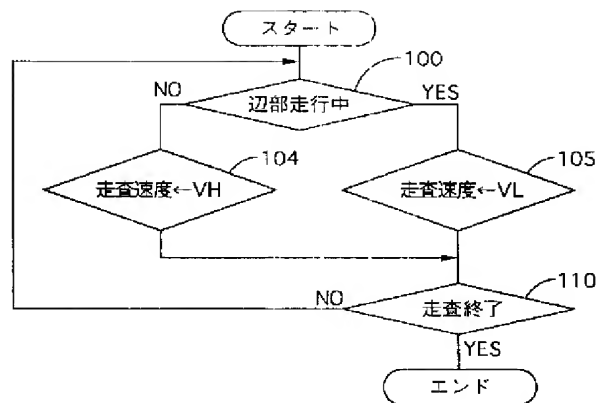 スタート
100
辺部走行中
NO
YES
104
走査速度←VH
105
走査速度←VL
110
走査終了
NO
YES
エンド